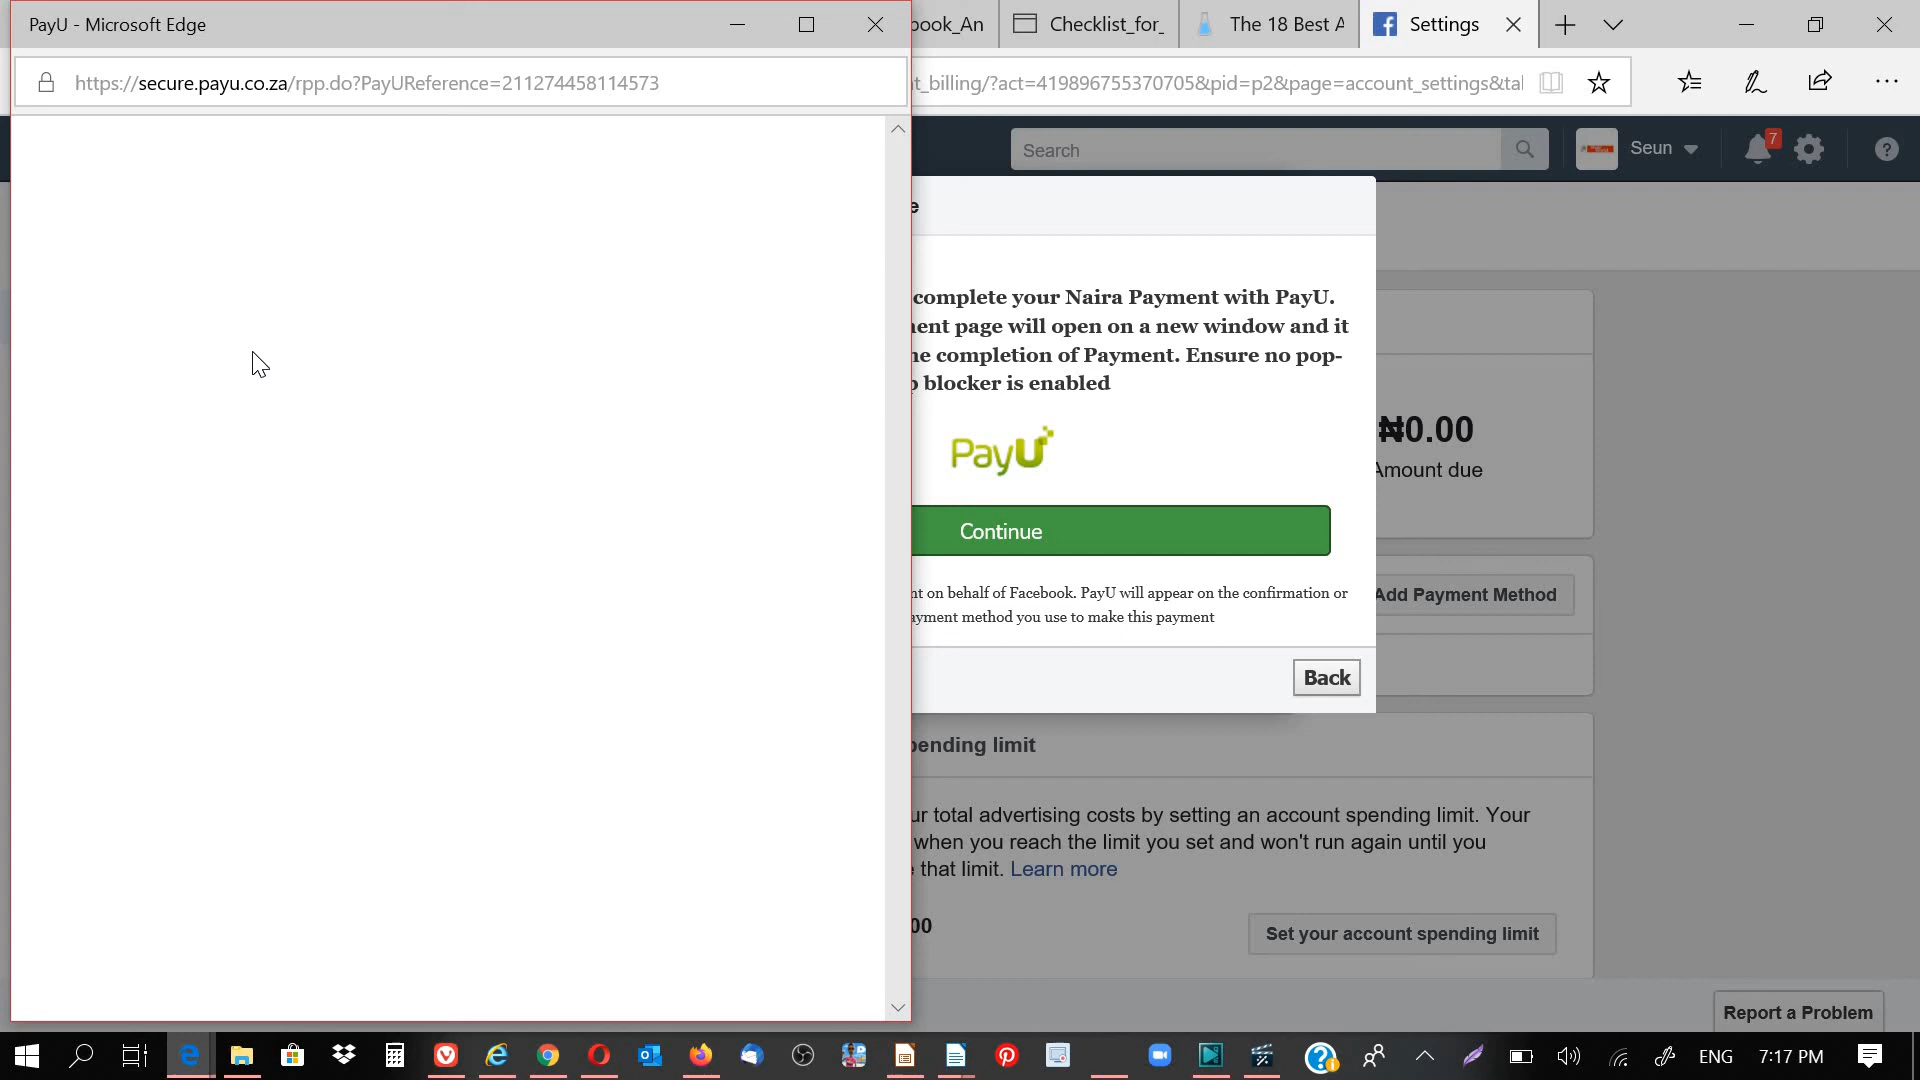 PayU - Microsoft Edge
https://secure.payu.co.za/rpp.do?PayUReference=211274458114573
book_An
Checklist_for_
The 18 Best A
Settings
t_billing/?act=419896755370705&pid=p2&page=account_settings&tal
Search
Seun
7
e
complete your Naira Payment with PayU.
ent page will open on a new window and it
e completion of Payment. Ensure no pop-
blocker is enabled
PayU
Continue
nt on behalf of Facebook. PayU will appear on the confirmation or
ayment method you use to make this payment
Back
₦0.00
Amount due
Add Payment Method
pending limit
ur total advertising costs by setting an account spending limit. Your
when you reach the limit you set and won't run again until you
that limit. Learn more
00
Set your account spending limit
Report a Problem
ENG
7:17 PM